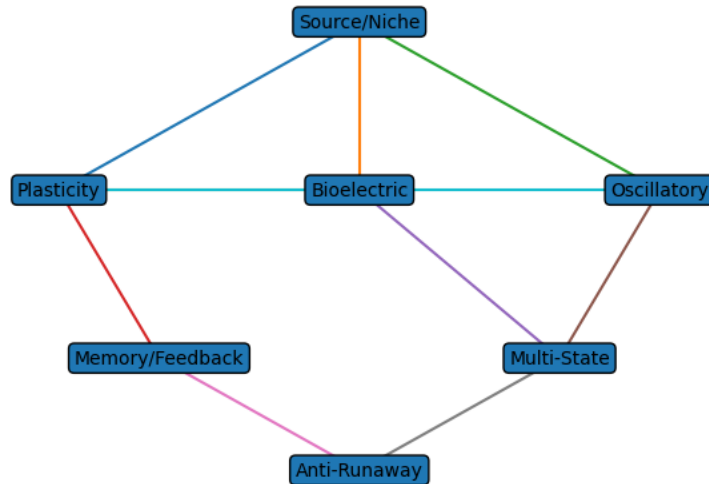 Source/Niche
Plasticity
Bioelectric
Oscillatory
Memory/Feedback
Multi-State
Anti-Runaway